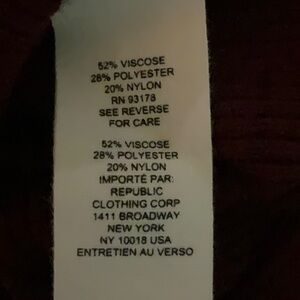 52% VISCOSE
28% POLYESTER
20% NYLON
RN 93178
SEE REVERSE
FOR CARE
52% VISCOSE
28% POLYESTER
20% NYLON
IMPORTÉ PAR:
REPUBLIC
CLOTHING CORP
1411 BROADWAY
NEW YORK
NY 10018 USA
ENTRETIEN AU VERSO